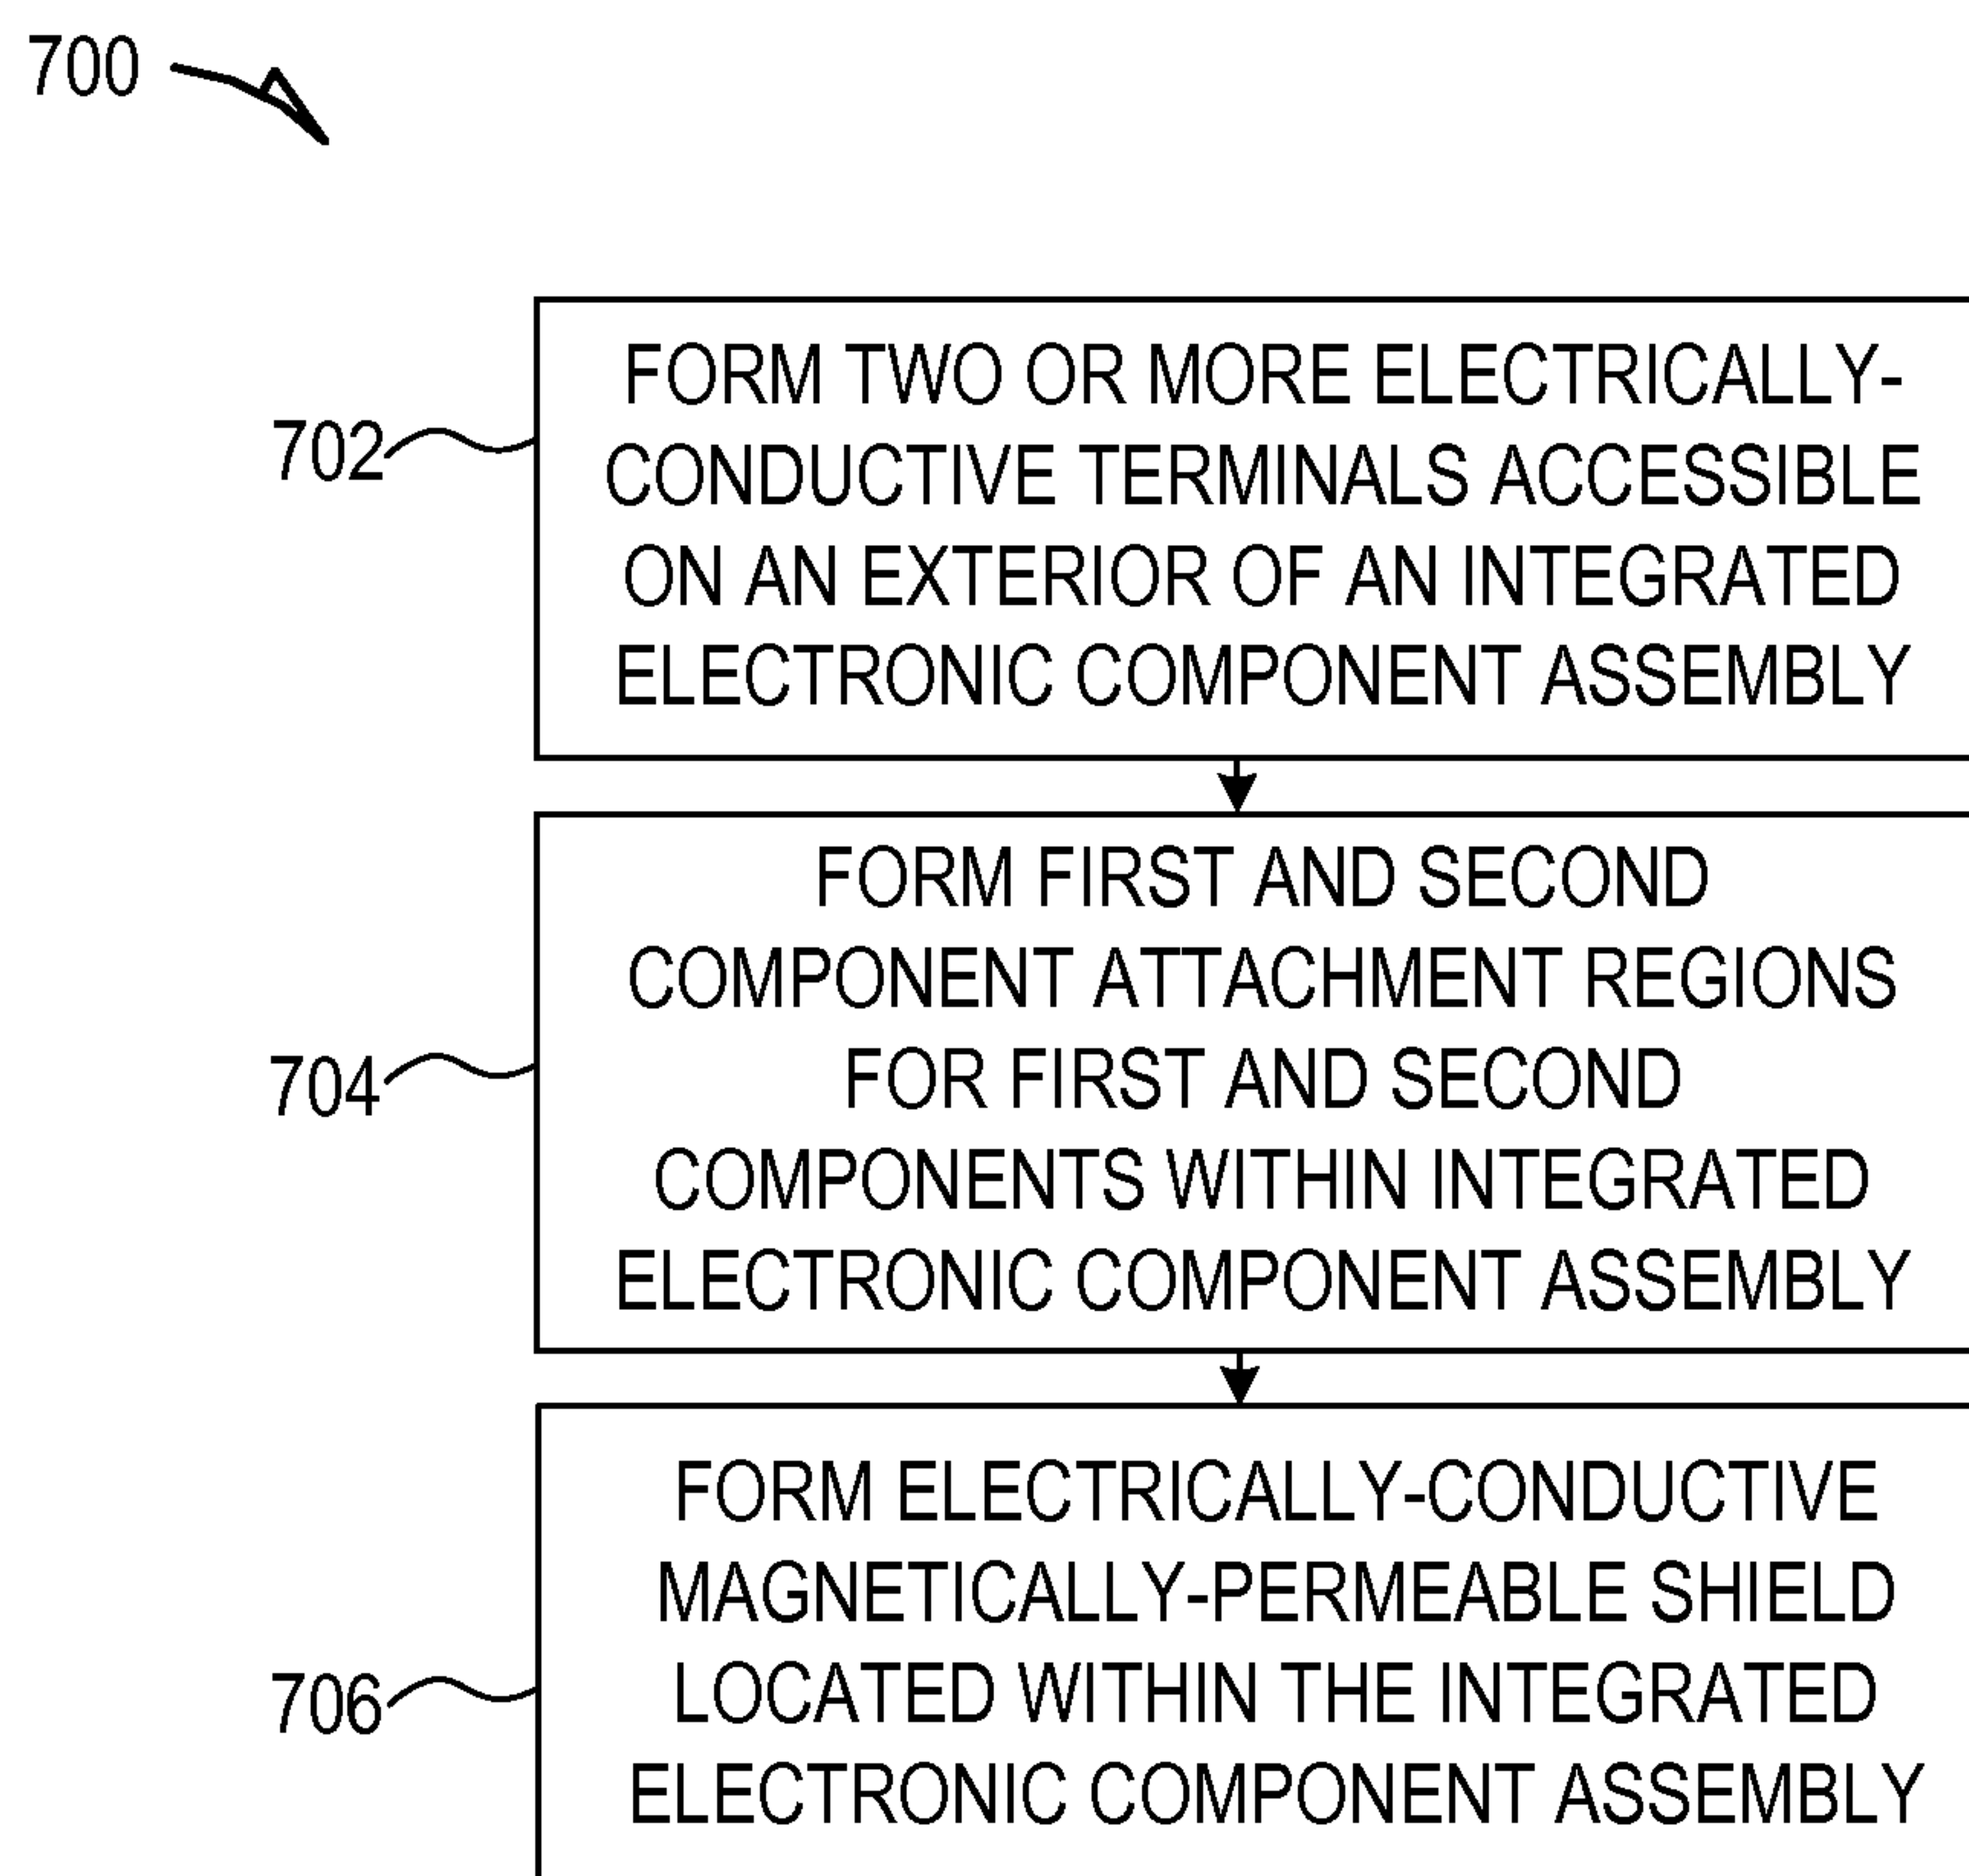 700
702
FORM TWO OR MORE ELECTRICALLY-
CONDUCTIVE TERMINALS ACCESSIBLE
ON AN EXTERIOR OF AN INTEGRATED
ELECTRONIC COMPONENT ASSEMBLY
704
FORM FIRST AND SECOND
COMPONENT ATTACHMENT REGIONS
FOR FIRST AND SECOND
COMPONENTS WITHIN INTEGRATED
ELECTRONIC COMPONENT ASSEMBLY
706
FORM ELECTRICALLY-CONDUCTIVE
MAGNETICALLY-PERMEABLE SHIELD
LOCATED WITHIN THE INTEGRATED
ELECTRONIC COMPONENT ASSEMBLY